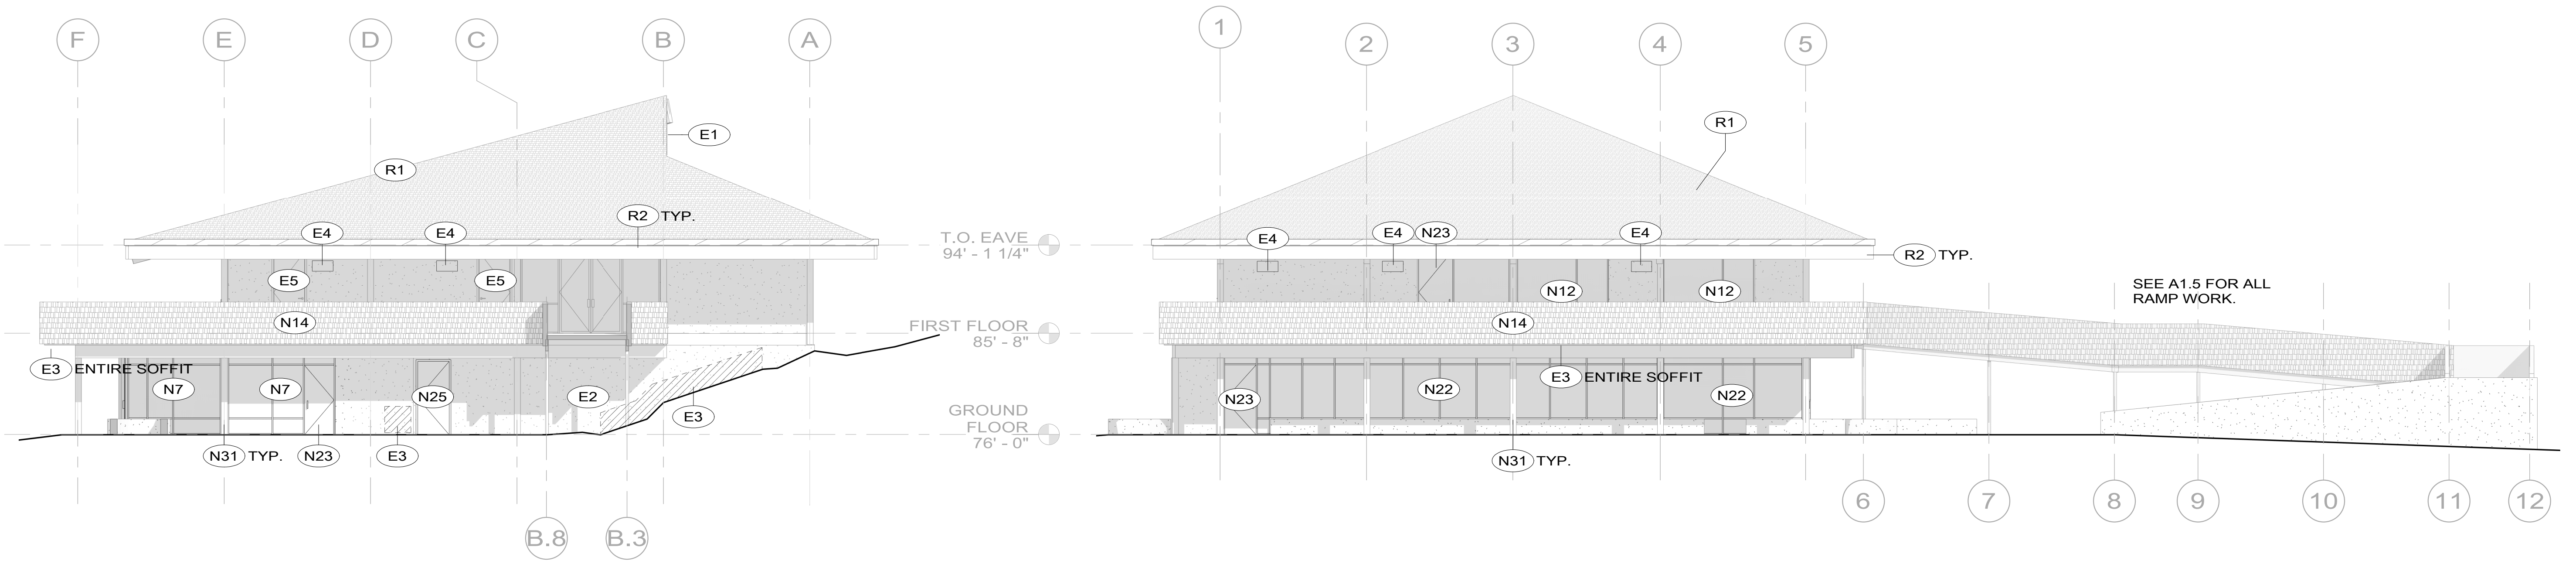 F
E
D
C
B
A
E1
R1
R2 TYP.
E4
E4
E5
E5
N14
E3 ENTIRE SOFFIT
N7
N7
N25
E2
E3
N31 TYP.
N23
E3
B.8
B.3
T.O. EAVE
94' - 1 1/4"
FIRST FLOOR
85' - 8"
GROUND
FLOOR
76' - 0"
1
2
3
4
5
R1
E4
E4
N23
E4
R2 TYP.
N12
N12
SEE A1.5 FOR ALL
RAMP WORK.
N14
E3 ENTIRE SOFFIT
N23
N22
N22
N31 TYP.
6
7
8
9
10
11
12